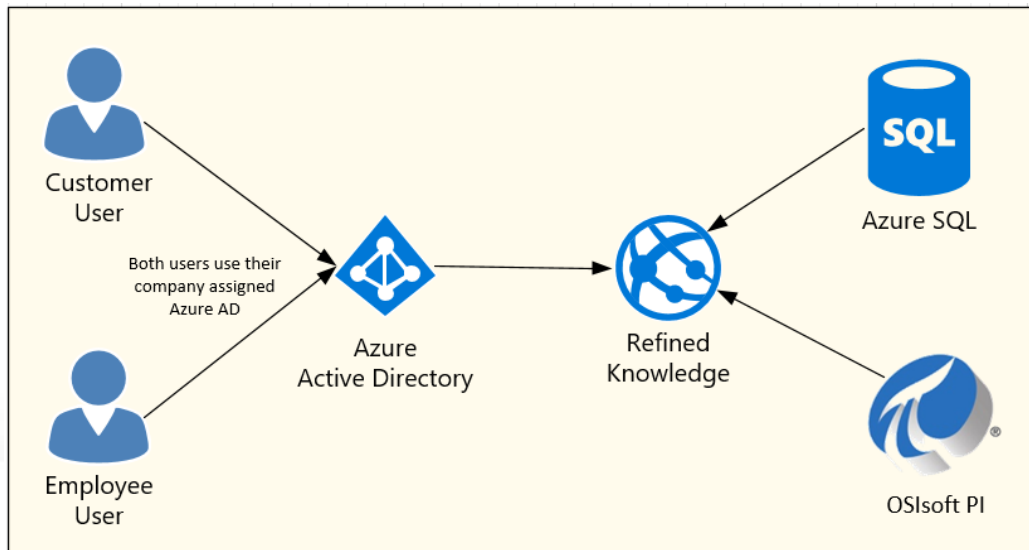 Customer
User
Both users use their
company assigned
Azure AD
Employee
User
Azure
Active Directory
Refined
Knowledge
SQL
Azure SQL
®
OSIsoft PI